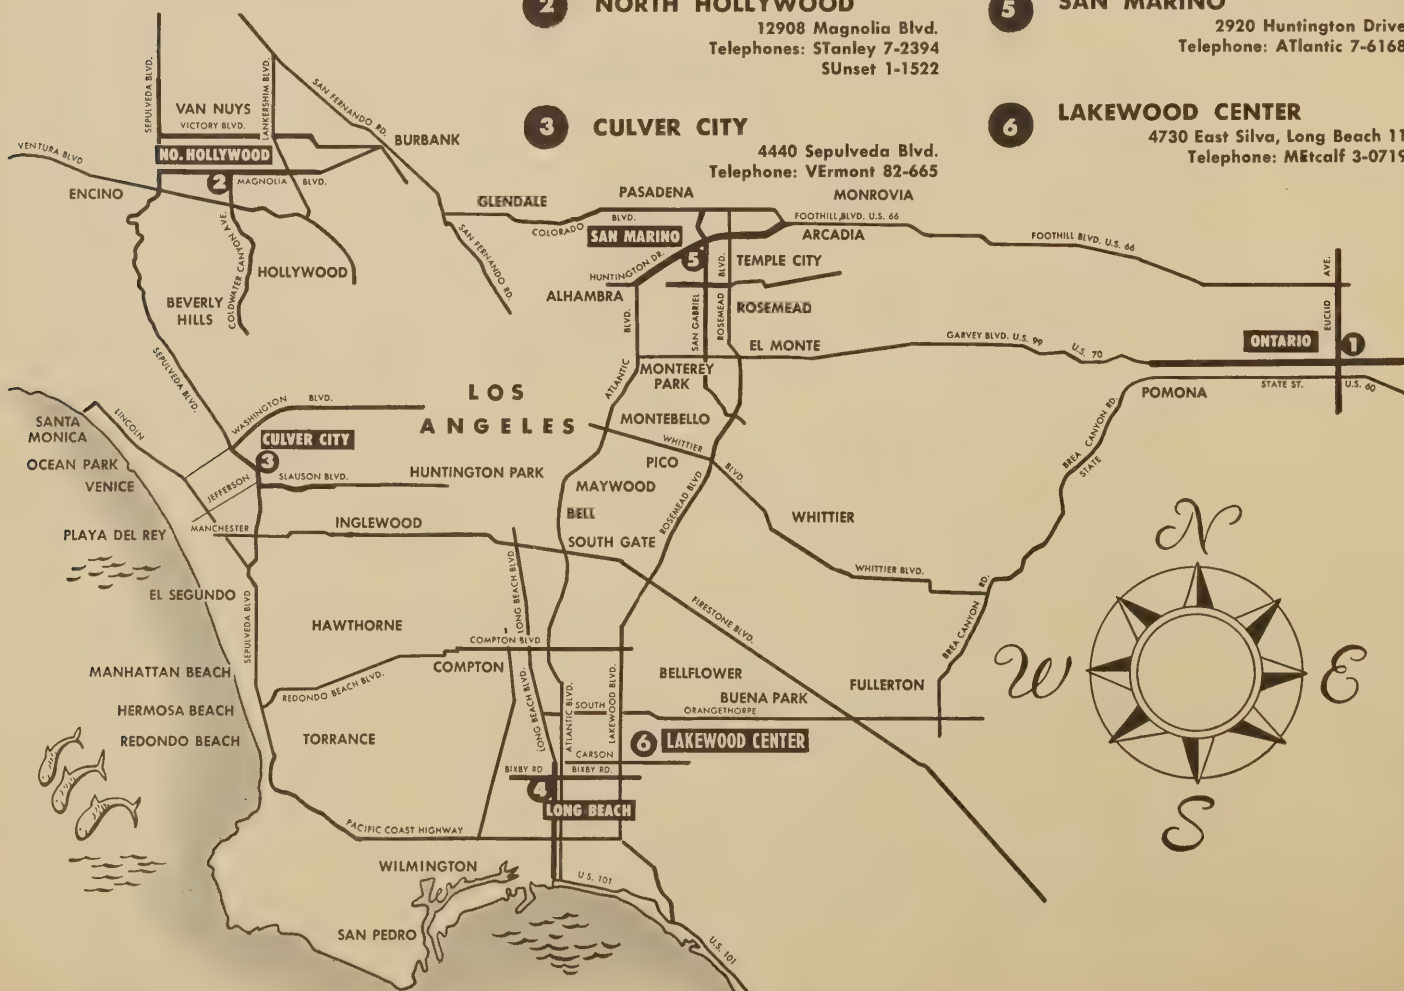 2 NORTH HOLLYWOOD
12908 Magnolia Blvd.
Telephones: STanley 7-2394
SUnset 1-1522
5 SAN MARINO
2920 Huntington Drive
Telephone: ATlantic 7-6168
3 CULVER CITY
4440 Sepulveda Blvd.
Telephone: VErmont 82-665
6 LAKEWOOD CENTER
4730 East Silva, Long Beach 11
Telephone: MEtcalf 3-0719
SEPULVEDA BLVD.
VAN NUYS
VICTORY BLVD.
LANKERSHIM BLVD.
SAN FERNANDO RD.
BURBANK
VENTURA BLVD
NO. HOLLYWOOD
2
MAGNOLIA BLVD.
ENCINO
COLDWATER CANYON AVE.
HOLLYWOOD
BEVERLY
HILLS
SEPULVEDA BLVD.
GLENDALE
SAN FERNANDO RD.
PASADENA
MONROVIA
COLORADO BLVD.
FOOTHILL BLVD. U.S. 66
SAN MARINO
ARCADIA
FOOTHILL BLVD. U.S. 66
5
HUNTINGTON DR.
TEMPLE CITY
ALHAMBRA
ROSEMEAD
SAN GABRIEL
ROSEMEAD BLVD.
EL MONTE
GARVEY BLVD. U.S. 99
U.S. 70
EUCLID AVE.
ONTARIO
1
MONTEREY
PARK
ATLANTIC BLVD.
POMONA
STATE ST.
U.S. 60
LOS
ANGELES
MONTEBELLO
WHITTIER BLVD.
PICO
SANTA
MONICA
LINCOLN
WASHINGTON BLVD.
CULVER CITY
3
OCEAN PARK
VENICE
JEFFERSON
SLAUSON BLVD.
HUNTINGTON PARK
MAYWOOD
BELL
ROSEMEAD BLVD
BREA CANYON RD.
STATE
PLAYA DEL REY
MANCHESTER
INGLEWOOD
SOUTH GATE
WHITTIER
WHITTIER BLVD.
EL SEGUNDO
SEPULVEDA BLVD
HAWTHORNE
LONG BEACH BLVD
COMPTON BLVD
COMPTON
FIRESTONE BLVD.
BREA CANYON RD.
MANHATTAN BEACH
REDONDO BEACH BLVD.
BELLFLOWER
BUENA PARK
FULLERTON
HERMOSA BEACH
SOUTH
ORANGETHORPE
REDONDO BEACH
TORRANCE
LONG BEACH BLVD
ATLANTIC BLVD.
LAKEWOOD BLVD.
6
LAKEWOOD CENTER
CARSON
BIXBY RD
BIXBY RD.
4
LONG BEACH
PACIFIC COAST HIGHWAY
WILMINGTON
U.S. 101
SAN PEDRO
U.S. 101
N
W
E
S